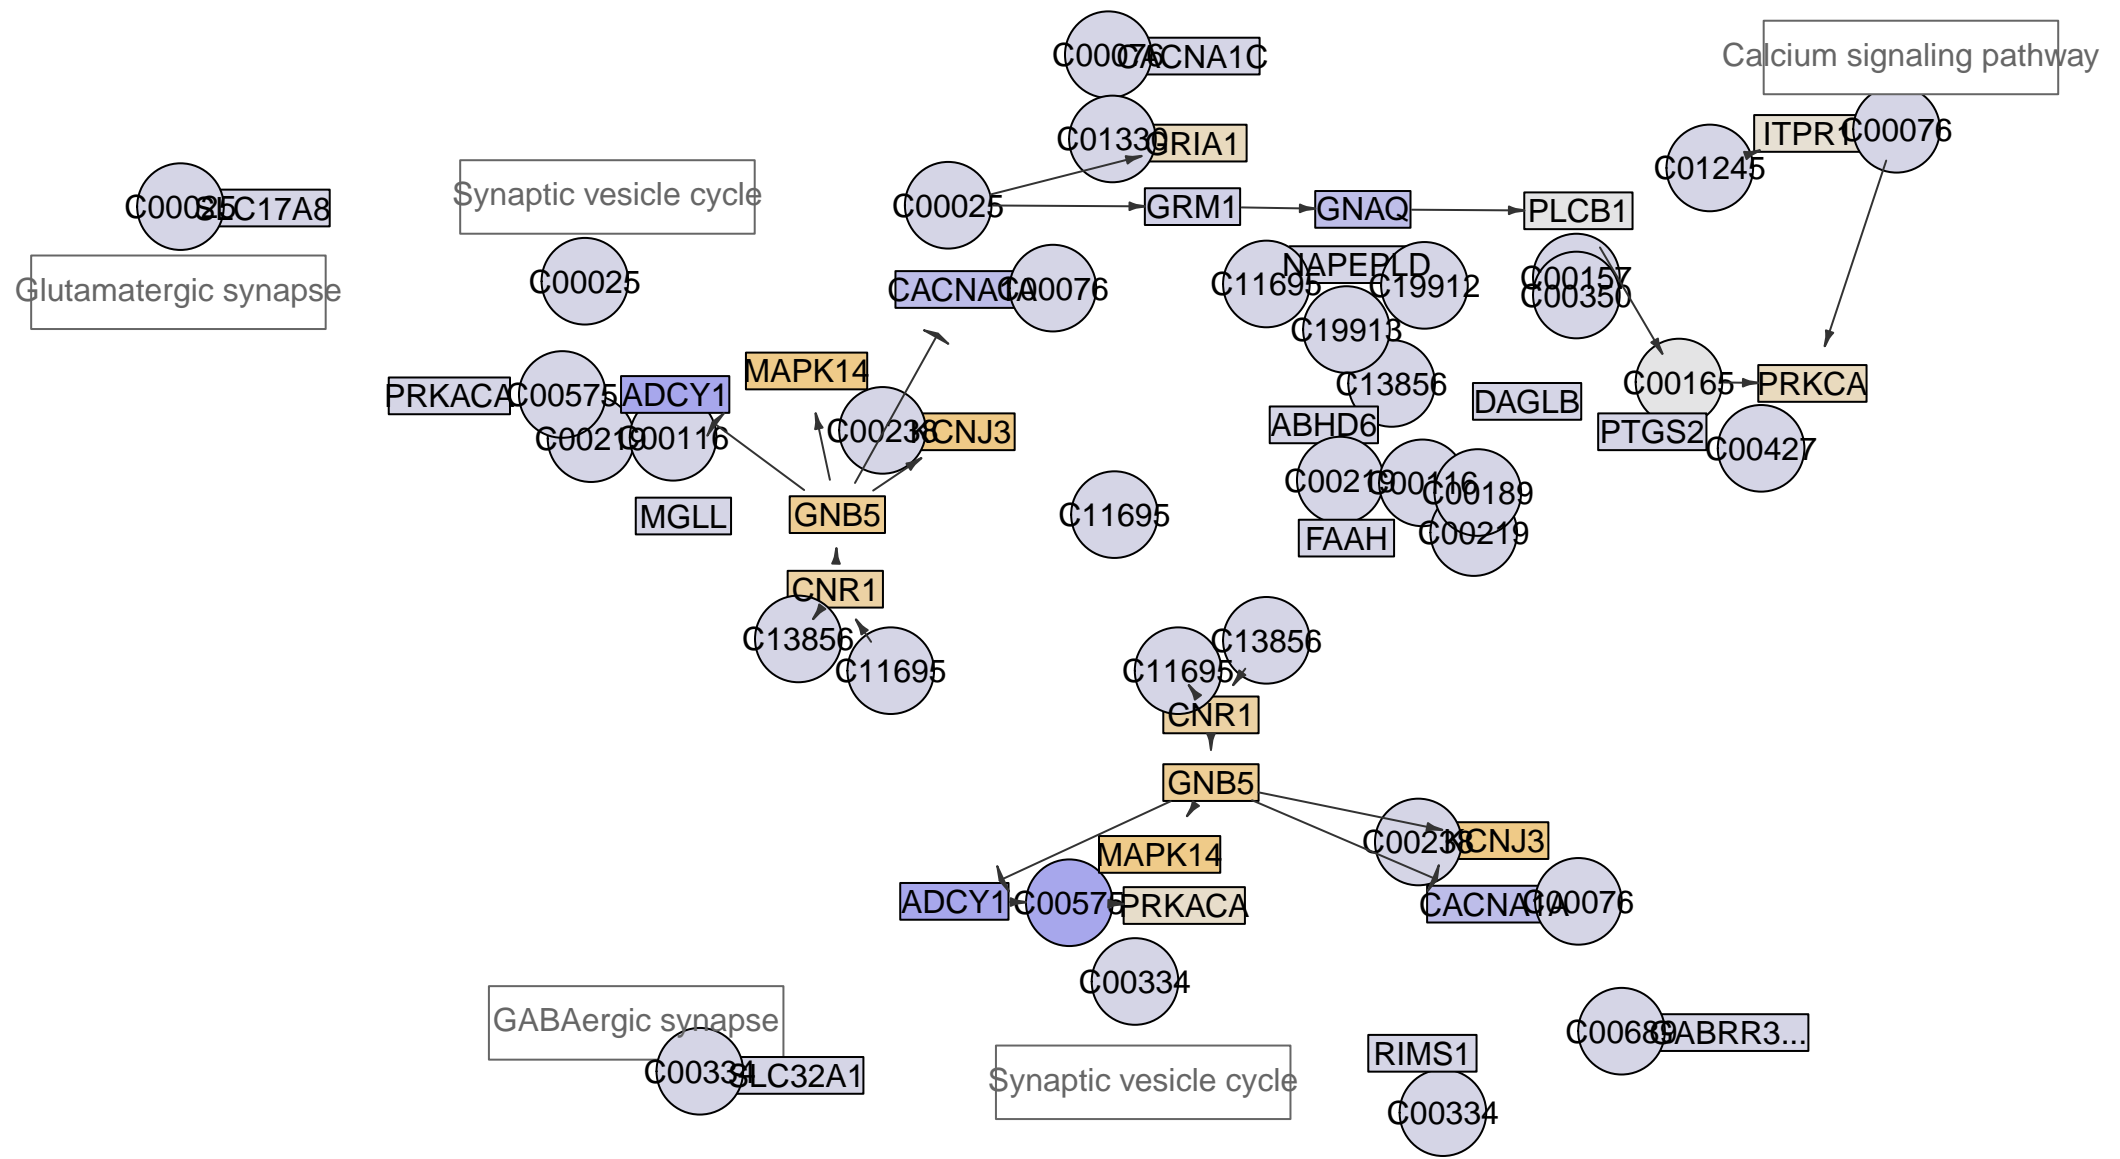 C00076
CACNA1C
Calcium signaling pathway
C01330
GRIA1
ITPR1
C00076
C01245
C00025
SLC17A8
Synaptic vesicle cycle
C00025
GRM1
GNAQ
PLCB1
Glutamatergic synapse
C00025
CACNA1A
C00076
C11695
NAPEPLD
C19912
C00157
C00350
C19913
MAPK14
C13856
C00165
PRKCA
PRKACA
C00575
ADCY1
DAGLB
C00219
C00116
C00238
KCNJ3
ABHD6
PTGS2
C00427
MGLL
GNB5
C11695
C00219
C00116
C00189
FAAH
C00219
CNR1
C13856
C11695
C11695
C13856
CNR1
GNB5
MAPK14
C00238
KCNJ3
ADCY1
C00575
PRKACA
CACNA1A
C00076
C00334
GABAergic synapse
C00334
SLC32A1
Synaptic vesicle cycle
RIMS1
C00334
C00689
GABRR3...